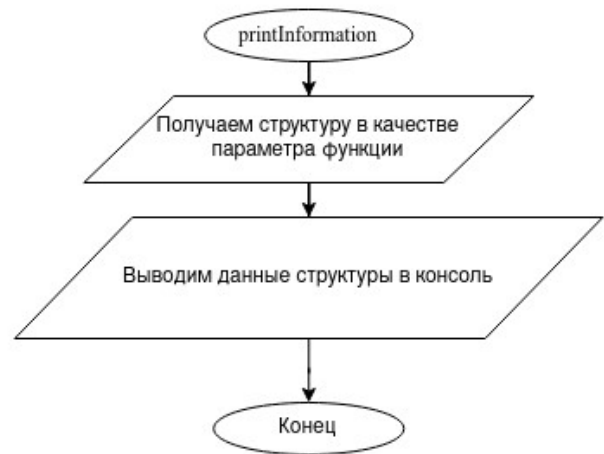 printInformation
Получаем структуру в качестве
параметра функции
Выводим данные структуры в консоль
Конец